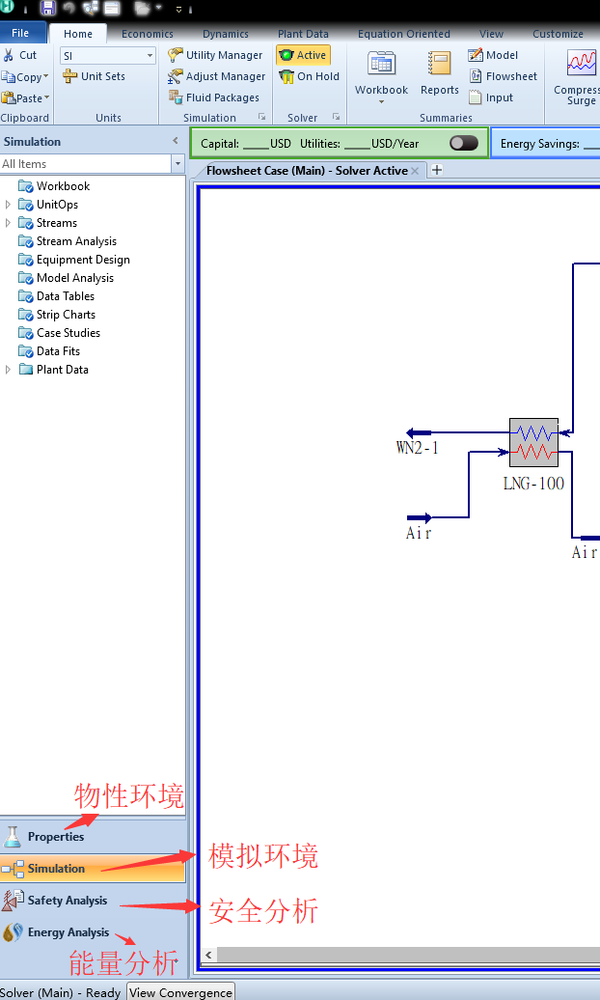 File Home Economics Dynamics Plant Data Equation Oriented View Customize
Cut
Copy
Paste
Clipboard
SI
Unit Sets
Units
Utility Manager
Adjust Manager
Fluid Packages
Simulation
Active
On Hold
Solver
Workbook
Reports
Model
Flowsheet
Input
Summaries
Compress
Surge
Simulation
All Items
Capital: ____USD Utilities: ____USD/Year
Energy Savings: __
Flowsheet Case (Main) - Solver Active
Workbook
UnitOps
Streams
Stream Analysis
Equipment Design
Model Analysis
Data Tables
Strip Charts
Case Studies
Data Fits
Plant Data
WN2-1
LNG-100
Air
Air
物性环境
Properties
Simulation
模拟环境
Safety Analysis
安全分析
Energy Analysis
能量分析
Solver (Main) - Ready View Convergence